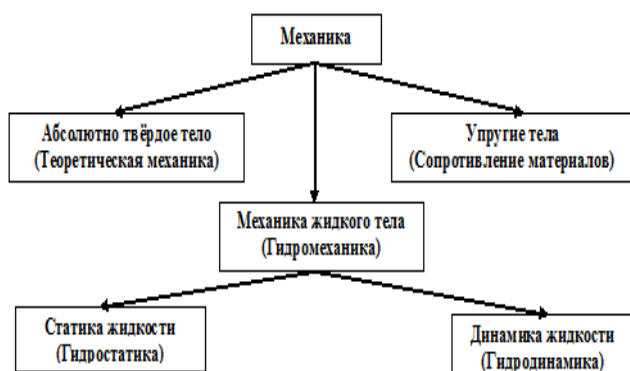 Механика
Абсолютно твёрдое тело
(Теоретическая механика)
Упругие тела
(Сопротивление материалов)
Механика жидкого тела
(Гидромеханика)
Статика жидкости
(Гидростатика)
Динамика жидкости
(Гидродинамика)